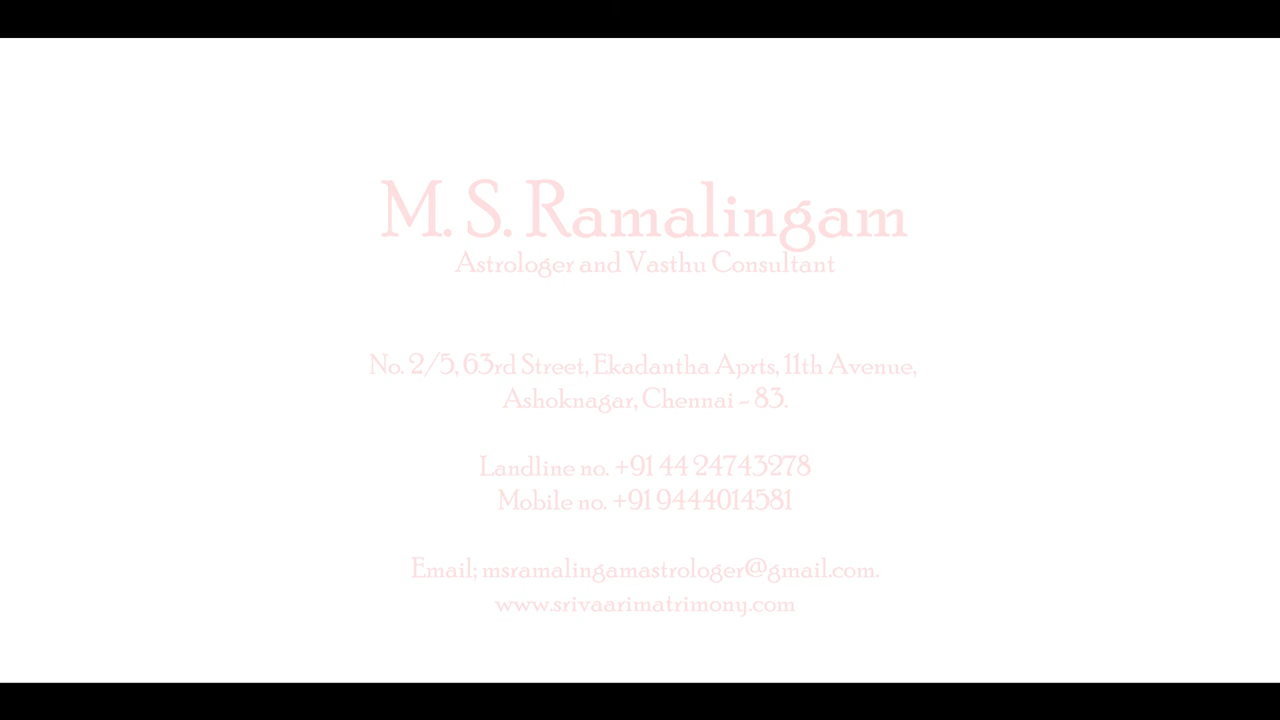 M. S. Ramalingam
Astrologer and Vasthu Consultant
No. 2/5, 63rd Street, Ekadantha Aprts, 11th Avenue,
Ashoknagar, Chennai - 83.
Landline no. +91 44 24743278
Mobile no. +91 9444014581
Email; msramalingamastrologer@gmail.com.
www.srivaarimatrimony.com